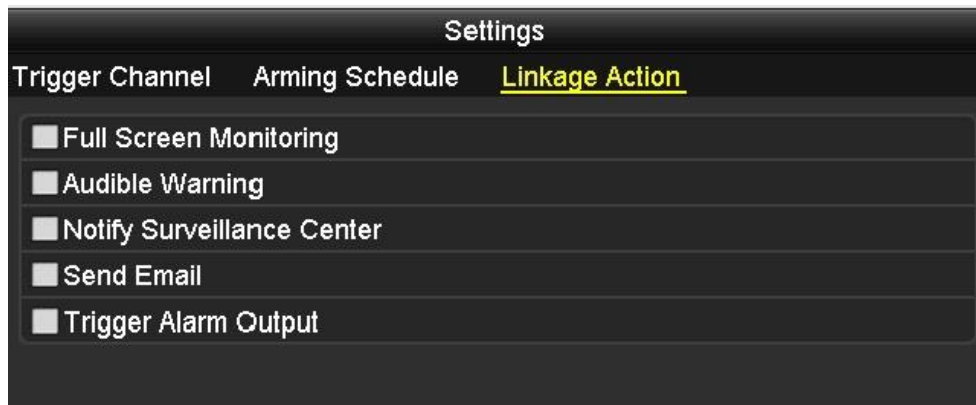 Settings
Trigger Channel Arming Schedule Linkage Action
Full Screen Monitoring
Audible Warning
Notify Surveillance Center
Send Email
Trigger Alarm Output